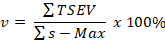 v = ∑ TSEV / ∑ s − Max x 100%